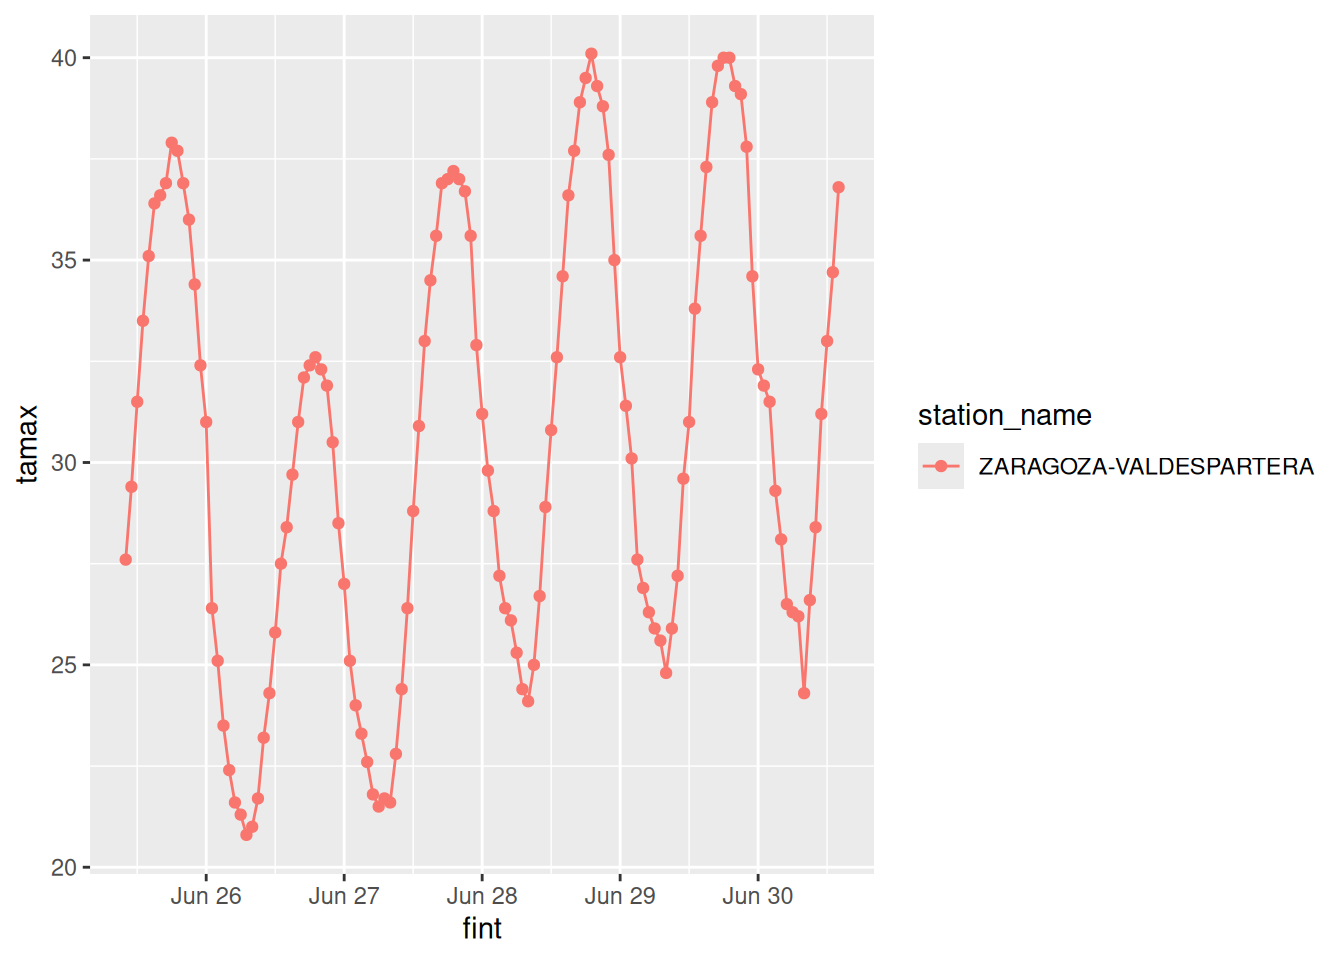 40
35
30
25
20
tamax
Jun 26
Jun 27
Jun 28
Jun 29
Jun 30
fint
station_name
ZARAGOZA-VALDESPARTERA